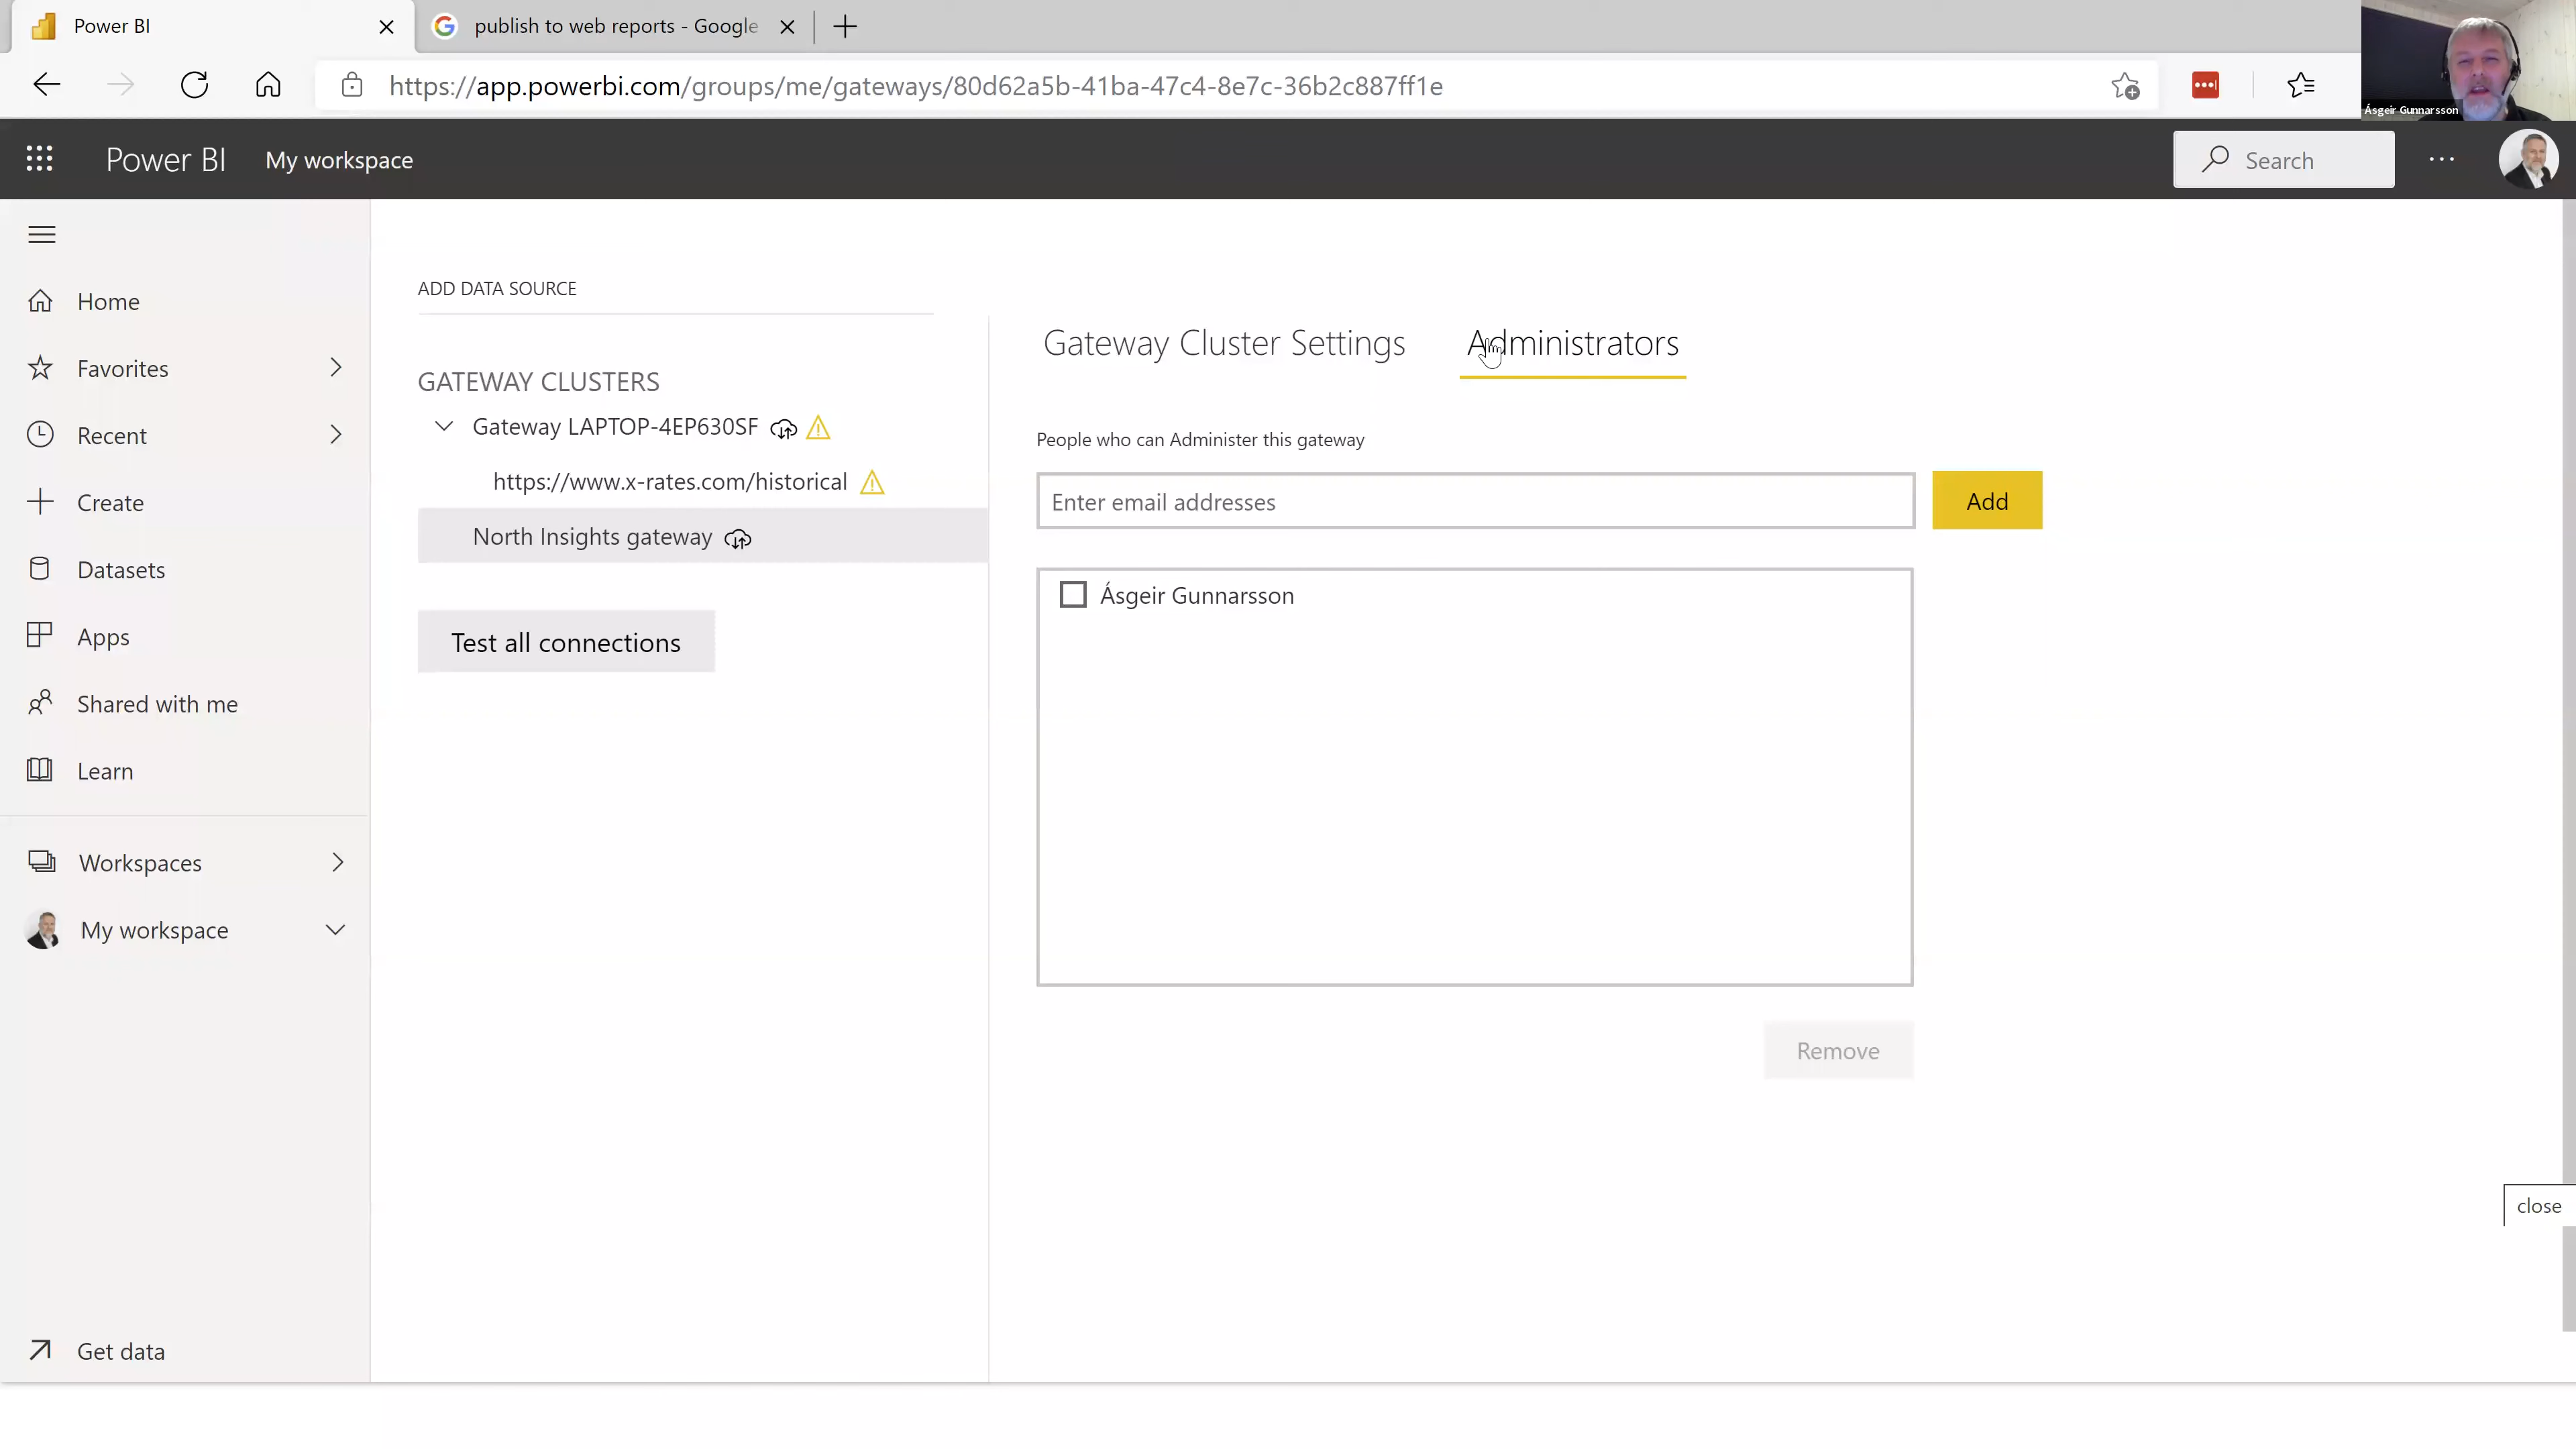 Power BI
publish to web reports - Google
https://app.powerbi.com/groups/me/gateways/80d62a5b-41ba-47c4-8e7c-36b2c887ff1e
Ásgeir Gunnarsson
Power BI
My workspace
Search
Home
Favorites
Recent
Create
Datasets
Apps
Shared with me
Learn
Workspaces
My workspace
Get data
ADD DATA SOURCE
GATEWAY CLUSTERS
Gateway LAPTOP-4EP630SF
https://www.x-rates.com/historical
North Insights gateway
Test all connections
Gateway Cluster Settings
Administrators
People who can Administer this gateway
Enter email addresses
Add
Ásgeir Gunnarsson
Remove
close